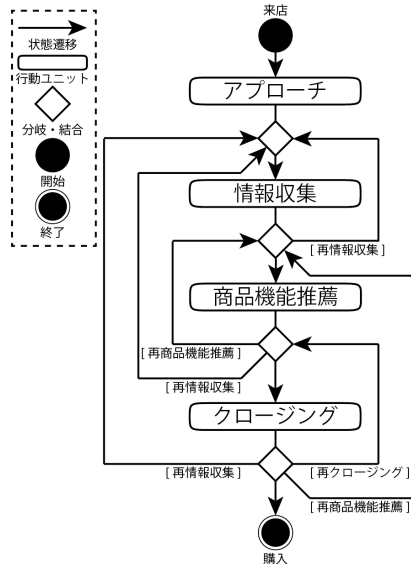 状態遷移
行動ユニット
分岐・結合
開始
終了
来店
アプローチ
情報収集
[ 再情報収集 ]
商品機能推薦
[ 再商品機能推薦 ]
[ 再情報収集 ]
クロージング
[ 再情報収集 ]
[ 再クロージング ]
[ 再商品機能推薦 ]
購入